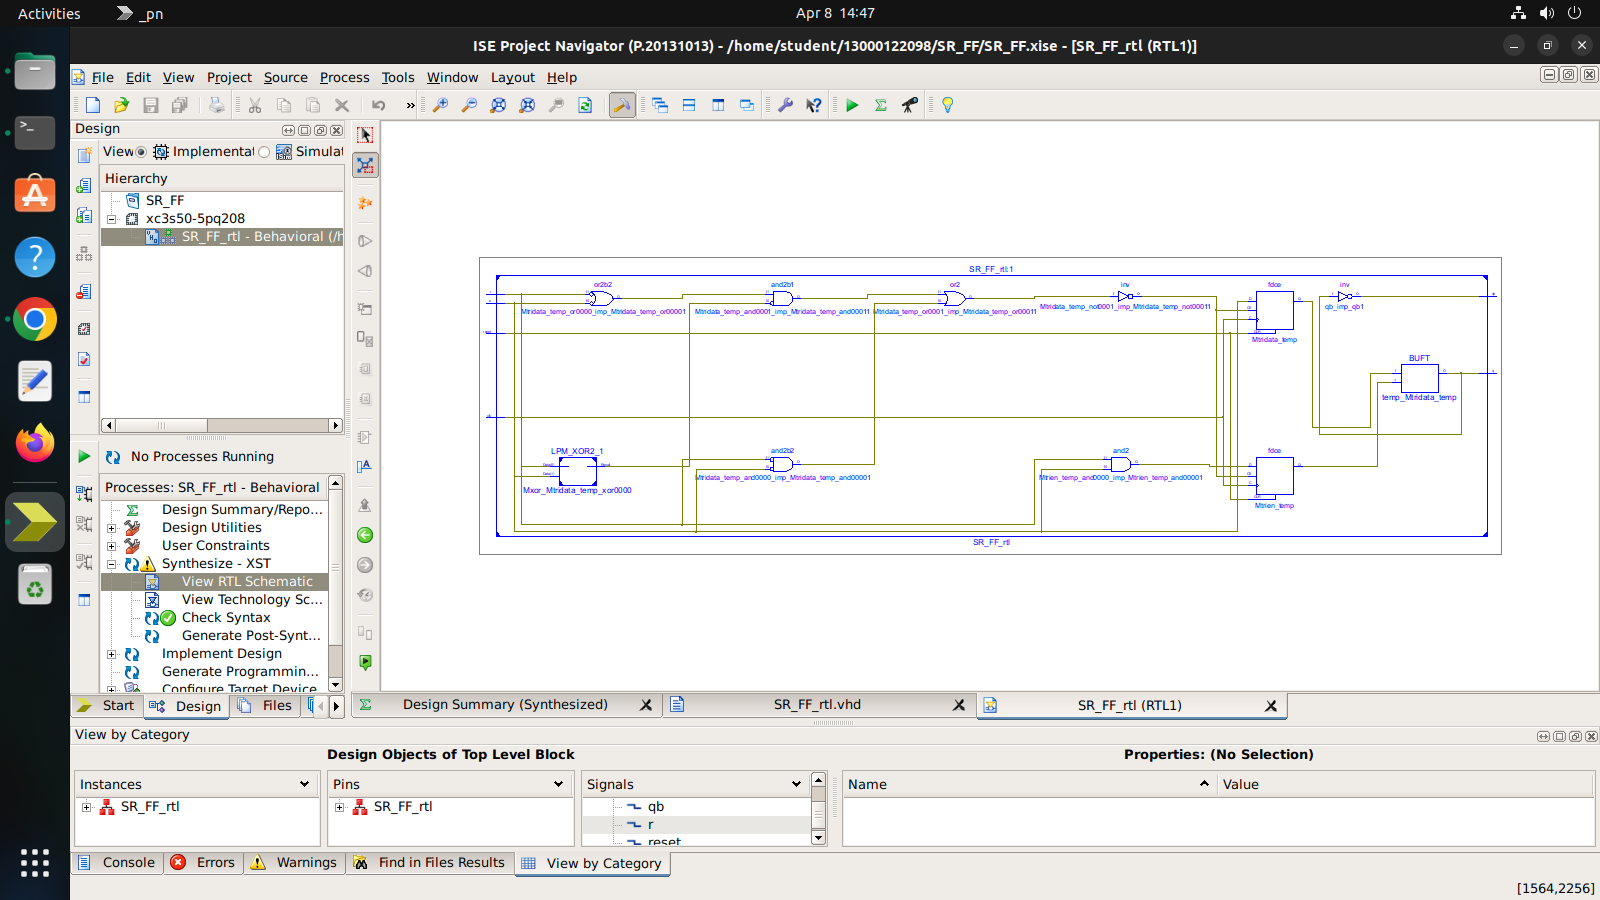 Activities
_pn
Apr 8 14:47
ISE Project Navigator (P.20131013) - /home/student/13000122098/SR_FF/SR_FF.xise - [SR_FF_rtl (RTL1)]
File Edit View Project Source Process Tools Window Layout Help
»
Design
View Implementat Simulat
Hierarchy
SR_FF
xc3s50-5pq208
SR_FF_rtl - Behavioral (/h
No Processes Running
Processes: SR_FF_rtl - Behavioral
Design Summary/Repo...
Design Utilities
User Constraints
Synthesize - XST
View RTL Schematic
View Technology Sc...
Check Syntax
Generate Post-Synt...
Implement Design
Generate Programmin...
Configure Target Device
Start Design Files
SR_FF_rtl:1
or2b2 and2b1 or2 inv fdce inv
Mtridata_temp_or0000_imp_Mtridata_temp_or00001 Mtridata_temp_and0001_imp_Mtridata_temp_and00011 Mtridata_temp_or0001_imp_Mtridata_temp_or00011 Mtridata_temp_not0001_imp_Mtridata_temp_not00011 qb_imp_qb1
Mtridata_temp
BUFT
temp_Mtridata_temp
LPM_XOR2_1 and2b2 and2 fdce
Mxor_Mtridata_temp_xor0000 Mtridata_temp_and0000_imp_Mtridata_temp_and00001 Mtrien_temp_and0000_imp_Mtrien_temp_and00001
Mtrien_temp
SR_FF_rtl
Design Summary (Synthesized) SR_FF_rtl.vhd SR_FF_rtl (RTL1)
View by Category
Design Objects of Top Level Block Properties: (No Selection)
Instances Pins Signals Name Value
SR_FF_rtl SR_FF_rtl qb
r
reset
Console Errors Warnings Find in Files Results View by Category
[1564,2256]